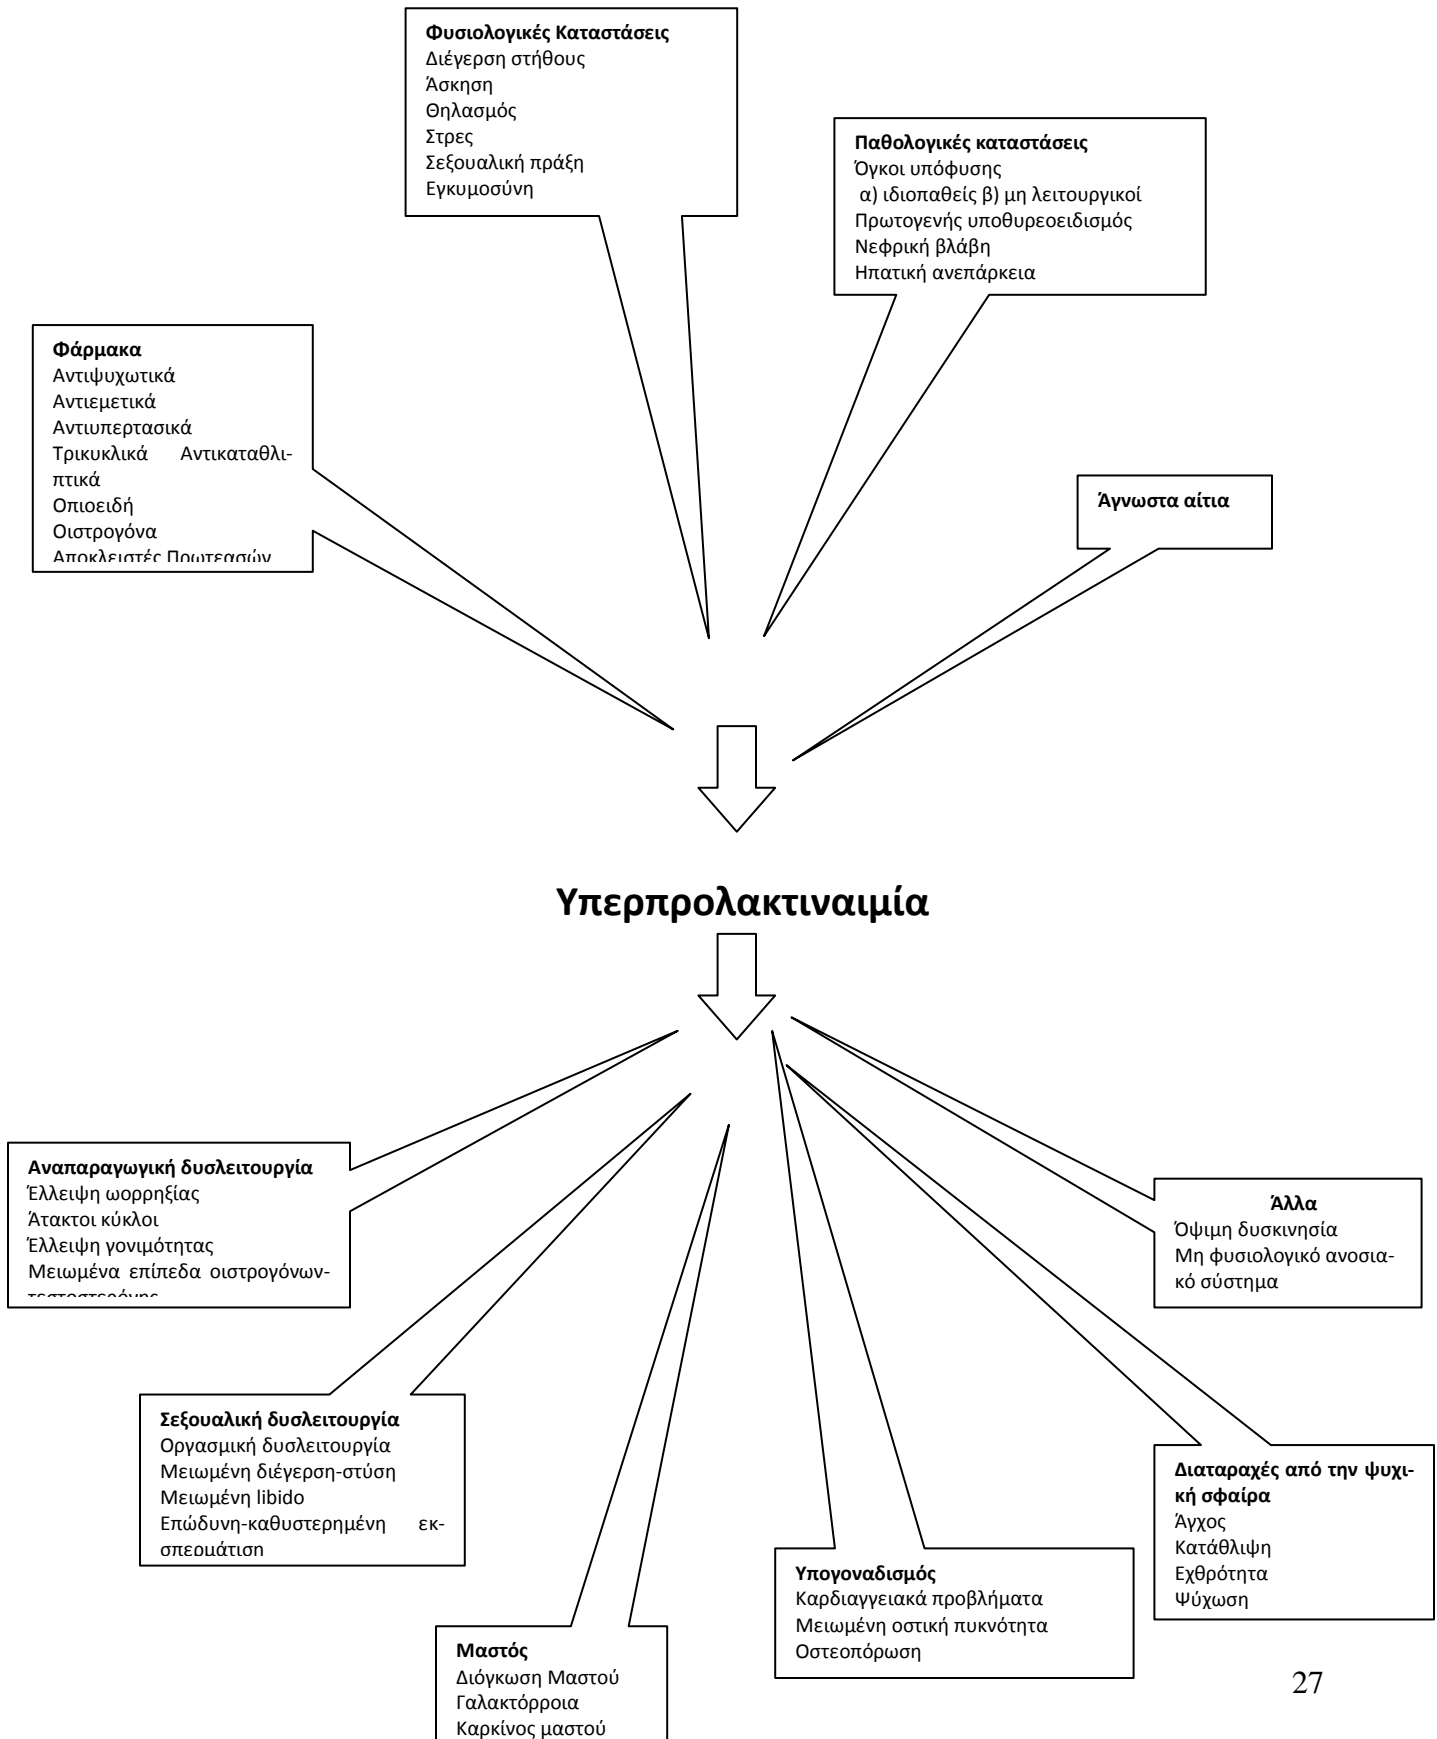 Φυσιολογικές Καταστάσεις
Διέγερση στήθους
Άσκηση
Θηλασμός
Στρες
Σεξουαλική πράξη
Εγκυμοσύνη
Παθολογικές καταστάσεις
Όγκοι υπόφυσης
α) ιδιοπαθείς β) μη λειτουργικοί
Πρωτογενής υποθυρεοειδισμός
Νεφρική βλάβη
Ηπατική ανεπάρκεια
Φάρμακα
Αντιψυχωτικά
Αντιεμετικά
Αντιυπερτασικά
Τρικυκλικά Αντικαταθλι-
πτικά
Οπιοειδή
Οιστρογόνα
Αποκλειστές Πρωτεασών
Άγνωστα αίτια
Υπερπρολακτιναιμία
Αναπαραγωγική δυσλειτουργία
Έλλειψη ωορρηξίας
Άτακτοι κύκλοι
Έλλειψη γονιμότητας
Μειωμένα επίπεδα οιστρογόνων-
τεστοστερόνης
Άλλα
Όψιμη δυσκινησία
Μη φυσιολογικό ανοσια-
κό σύστημα
Σεξουαλική δυσλειτουργία
Οργασμική δυσλειτουργία
Μειωμένη διέγερση-στύση
Μειωμένη libido
Επώδυνη-καθυστερημένη εκ-
σπερμάτιση
Διαταραχές από την ψυχι-
κή σφαίρα
Άγχος
Κατάθλιψη
Εχθρότητα
Ψύχωση
Υπογοναδισμός
Καρδιαγγειακά προβλήματα
Μειωμένη οστική πυκνότητα
Οστεοπόρωση
Μαστός
Διόγκωση Μαστού
Γαλακτόρροια
Καρκίνος μαστού
27